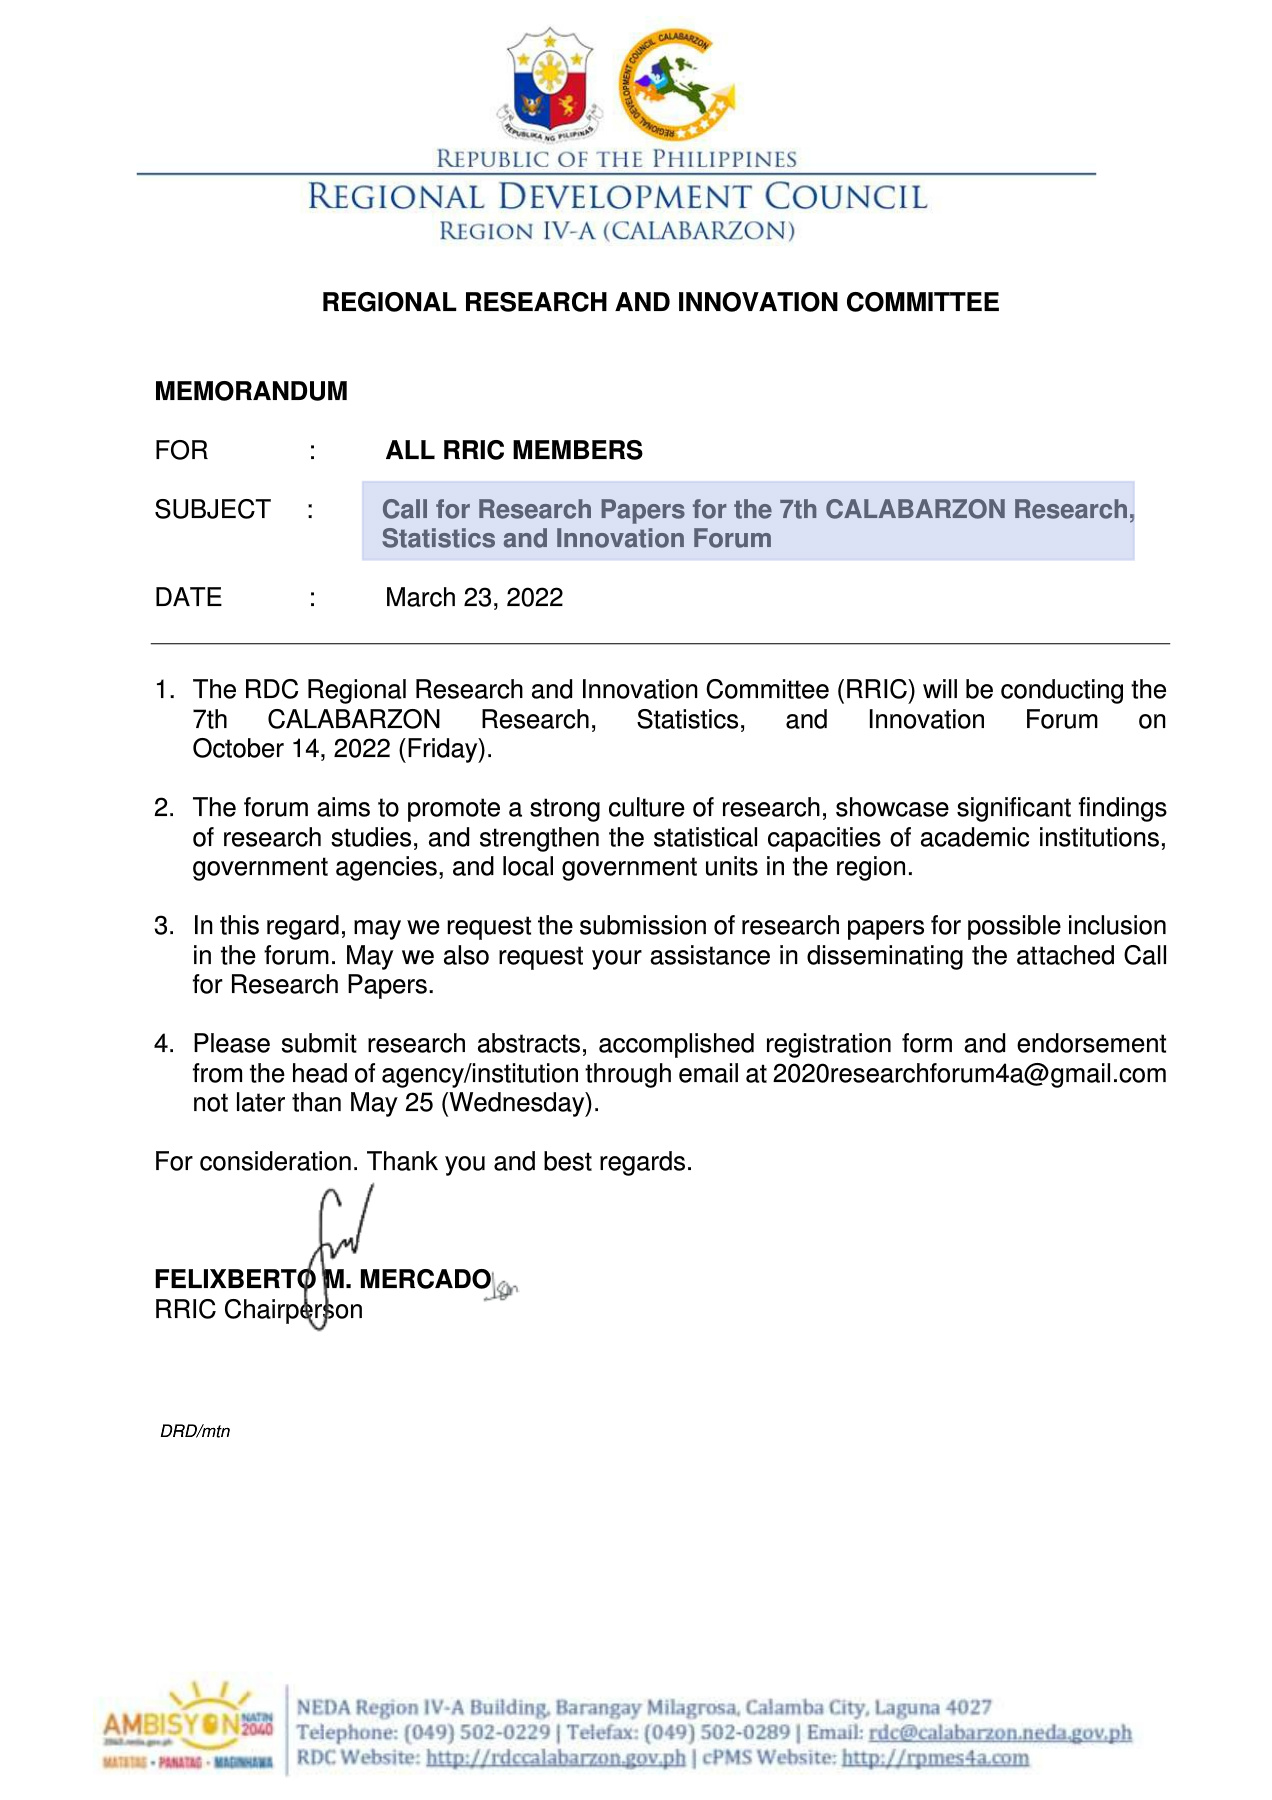 REPUBLIKA NG PILIPINAS
REGIONAL DEVELOPMENT COUNCIL CALABARZON
REPUBLIC OF THE PHILIPPINES
REGIONAL DEVELOPMENT COUNCIL
REGION IV-A (CALABARZON)
REGIONAL RESEARCH AND INNOVATION COMMITTEE
MEMORANDUM
FOR : ALL RRIC MEMBERS
SUBJECT : Call for Research Papers for the 7th CALABARZON Research,
Statistics and Innovation Forum
DATE : March 23, 2022
1. The RDC Regional Research and Innovation Committee (RRIC) will be conducting the
7th CALABARZON Research, Statistics, and Innovation Forum on
October 14, 2022 (Friday).
2. The forum aims to promote a strong culture of research, showcase significant findings
of research studies, and strengthen the statistical capacities of academic institutions,
government agencies, and local government units in the region.
3. In this regard, may we request the submission of research papers for possible inclusion
in the forum. May we also request your assistance in disseminating the attached Call
for Research Papers.
4. Please submit research abstracts, accomplished registration form and endorsement
from the head of agency/institution through email at 2020researchforum4a@gmail.com
not later than May 25 (Wednesday).
For consideration. Thank you and best regards.
FELIXBERTO M. MERCADO
RRIC Chairperson
DRD/mtn
AMBISYON NATIN 2040
2040.neda.gov.ph
MATATAG • PANATAG • MAGINHAWA
NEDA Region IV-A Building, Barangay Milagrosa, Calamba City, Laguna 4027
Telephone: (049) 502-0229 | Telefax: (049) 502-0289 | Email: rdc@calabarzon.neda.gov.ph
RDC Website: http://rdccalabarzon.gov.ph | cPMS Website: http://rpmes4a.com